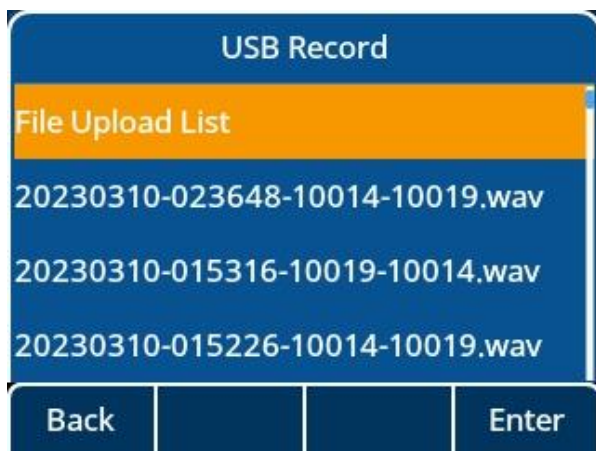 USB Record
File Upload List
20230310-023648-10014-10019.wav
20230310-015316-10019-10014.wav
20230310-015226-10014-10019.wav
Back Enter